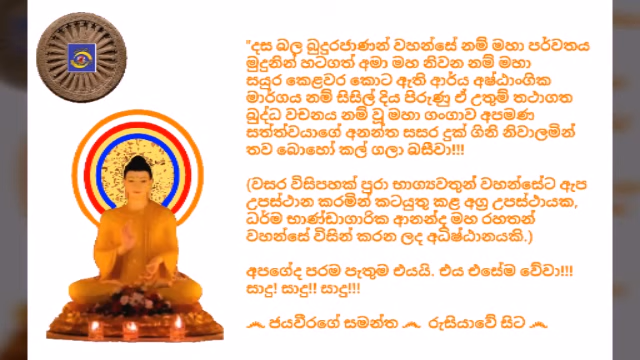 "දස බල බුදුරජාණන් වහන්සේ නම් මහා පර්වතය
මුදුනින් හටගත් අමා මහ නිවන නම් මහා
සයුර කෙළවර කොට ඇති ආර්ය අෂ්ඨාංගික
මාර්ගය නම් සිසිල් දිය පිරුණු ඒ උතුම් තථාගත
බුද්ධ වචනය නම් වූ මහා ගංගාව අපමණ
සත්ත්වයාගේ අනන්ත සසර දුක් ගිනි නිවාලමින්
තව බොහෝ කල් ගලා බසීවා!!!
(වසර විසිපහක් පුරා භාග්‍යවතුන් වහන්සේට ඇප
උපස්ථාන කරමින් කටයුතු කළ අග්‍ර උපස්ථායක,
ධර්ම භාණ්ඩාගාරික ආනන්ද මහ රහතන්
වහන්සේ විසින් කරන ලද අධිෂ්ඨානයකි.)
අපගේද පරම පැතුම එයයි. එය එසේම වේවා!!!
සාදු! සාදු!! සාදු!!!
ජයවීරගේ සමන්ත රුසියාවේ සිට